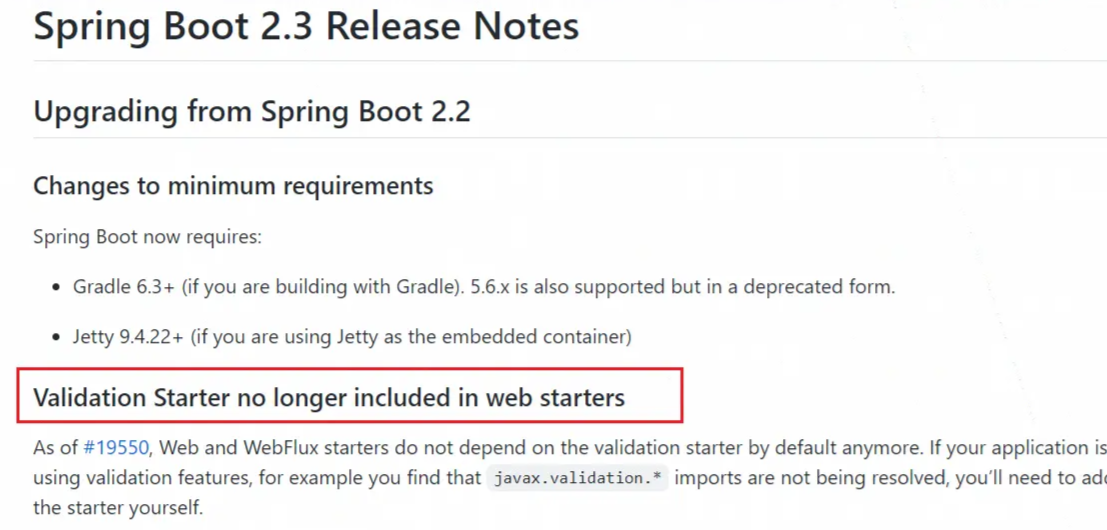 Spring Boot 2.3 Release Notes
Upgrading from Spring Boot 2.2
Changes to minimum requirements
Spring Boot now requires:
• Gradle 6.3+ (if you are building with Gradle). 5.6.x is also supported but in a deprecated form.
• Jetty 9.4.22+ (if you are using Jetty as the embedded container)
Validation Starter no longer included in web starters
As of #19550, Web and WebFlux starters do not depend on the validation starter by default anymore. If your application is
using validation features, for example you find that javax.validation.* imports are not being resolved, you’ll need to add
the starter yourself.